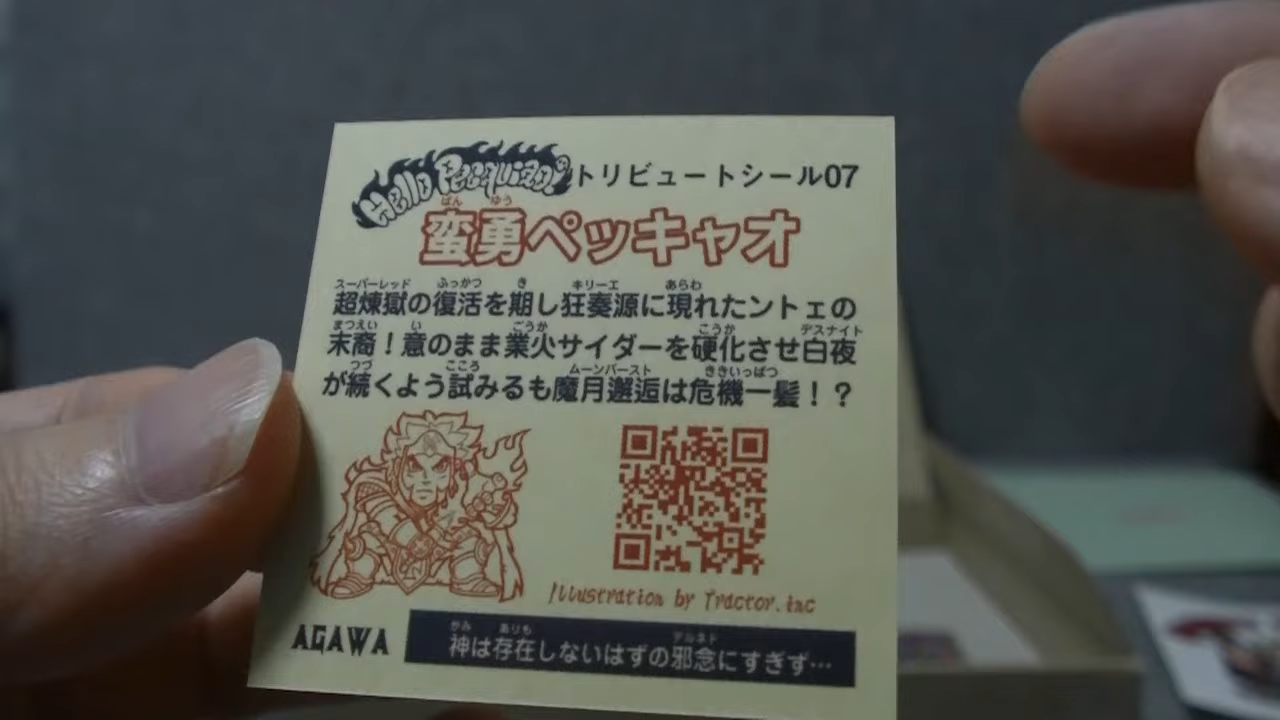 Hello Pecquiao! トリビュートシール07
ばん ゆう
蛮勇ペッキャオ
スーパーレッド ふっかつ き キリーエ あらわ
超煉獄の復活を期し狂奏源に現れたントェの
まつえい い ごうか こうか デスナイト
末裔！意のまま業火サイダーを硬化させ白夜
つづ こころ ムーンバースト ききいっぱつ
が続くよう試みるも魔月邂逅は危機一髪！？
Illustration by Tractor.inc
AGAWA
かみ ありも デルネド
神は存在しないはずの邪念にすぎず…